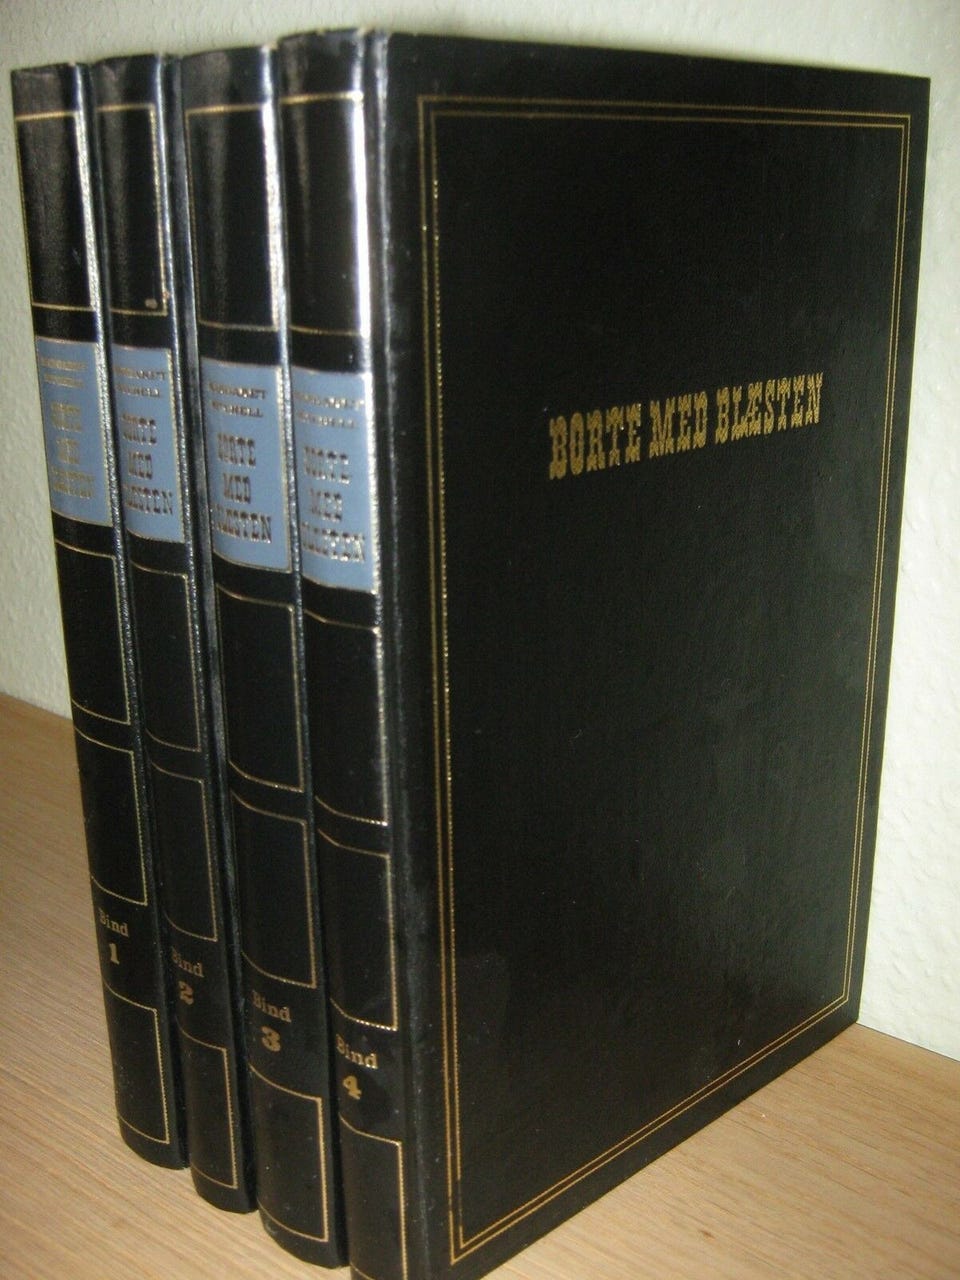 MARGARET
MITCHELL
BORTE
MED
BLÆSTEN
Bind
1
MARGARET
MITCHELL
BORTE
MED
BLÆSTEN
Bind
2
MARGARET
MITCHELL
BORTE
MED
BLÆSTEN
Bind
3
MARGARET
MITCHELL
BORTE
MED
BLÆSTEN
Bind
4
BORTE MED BLÆSTEN